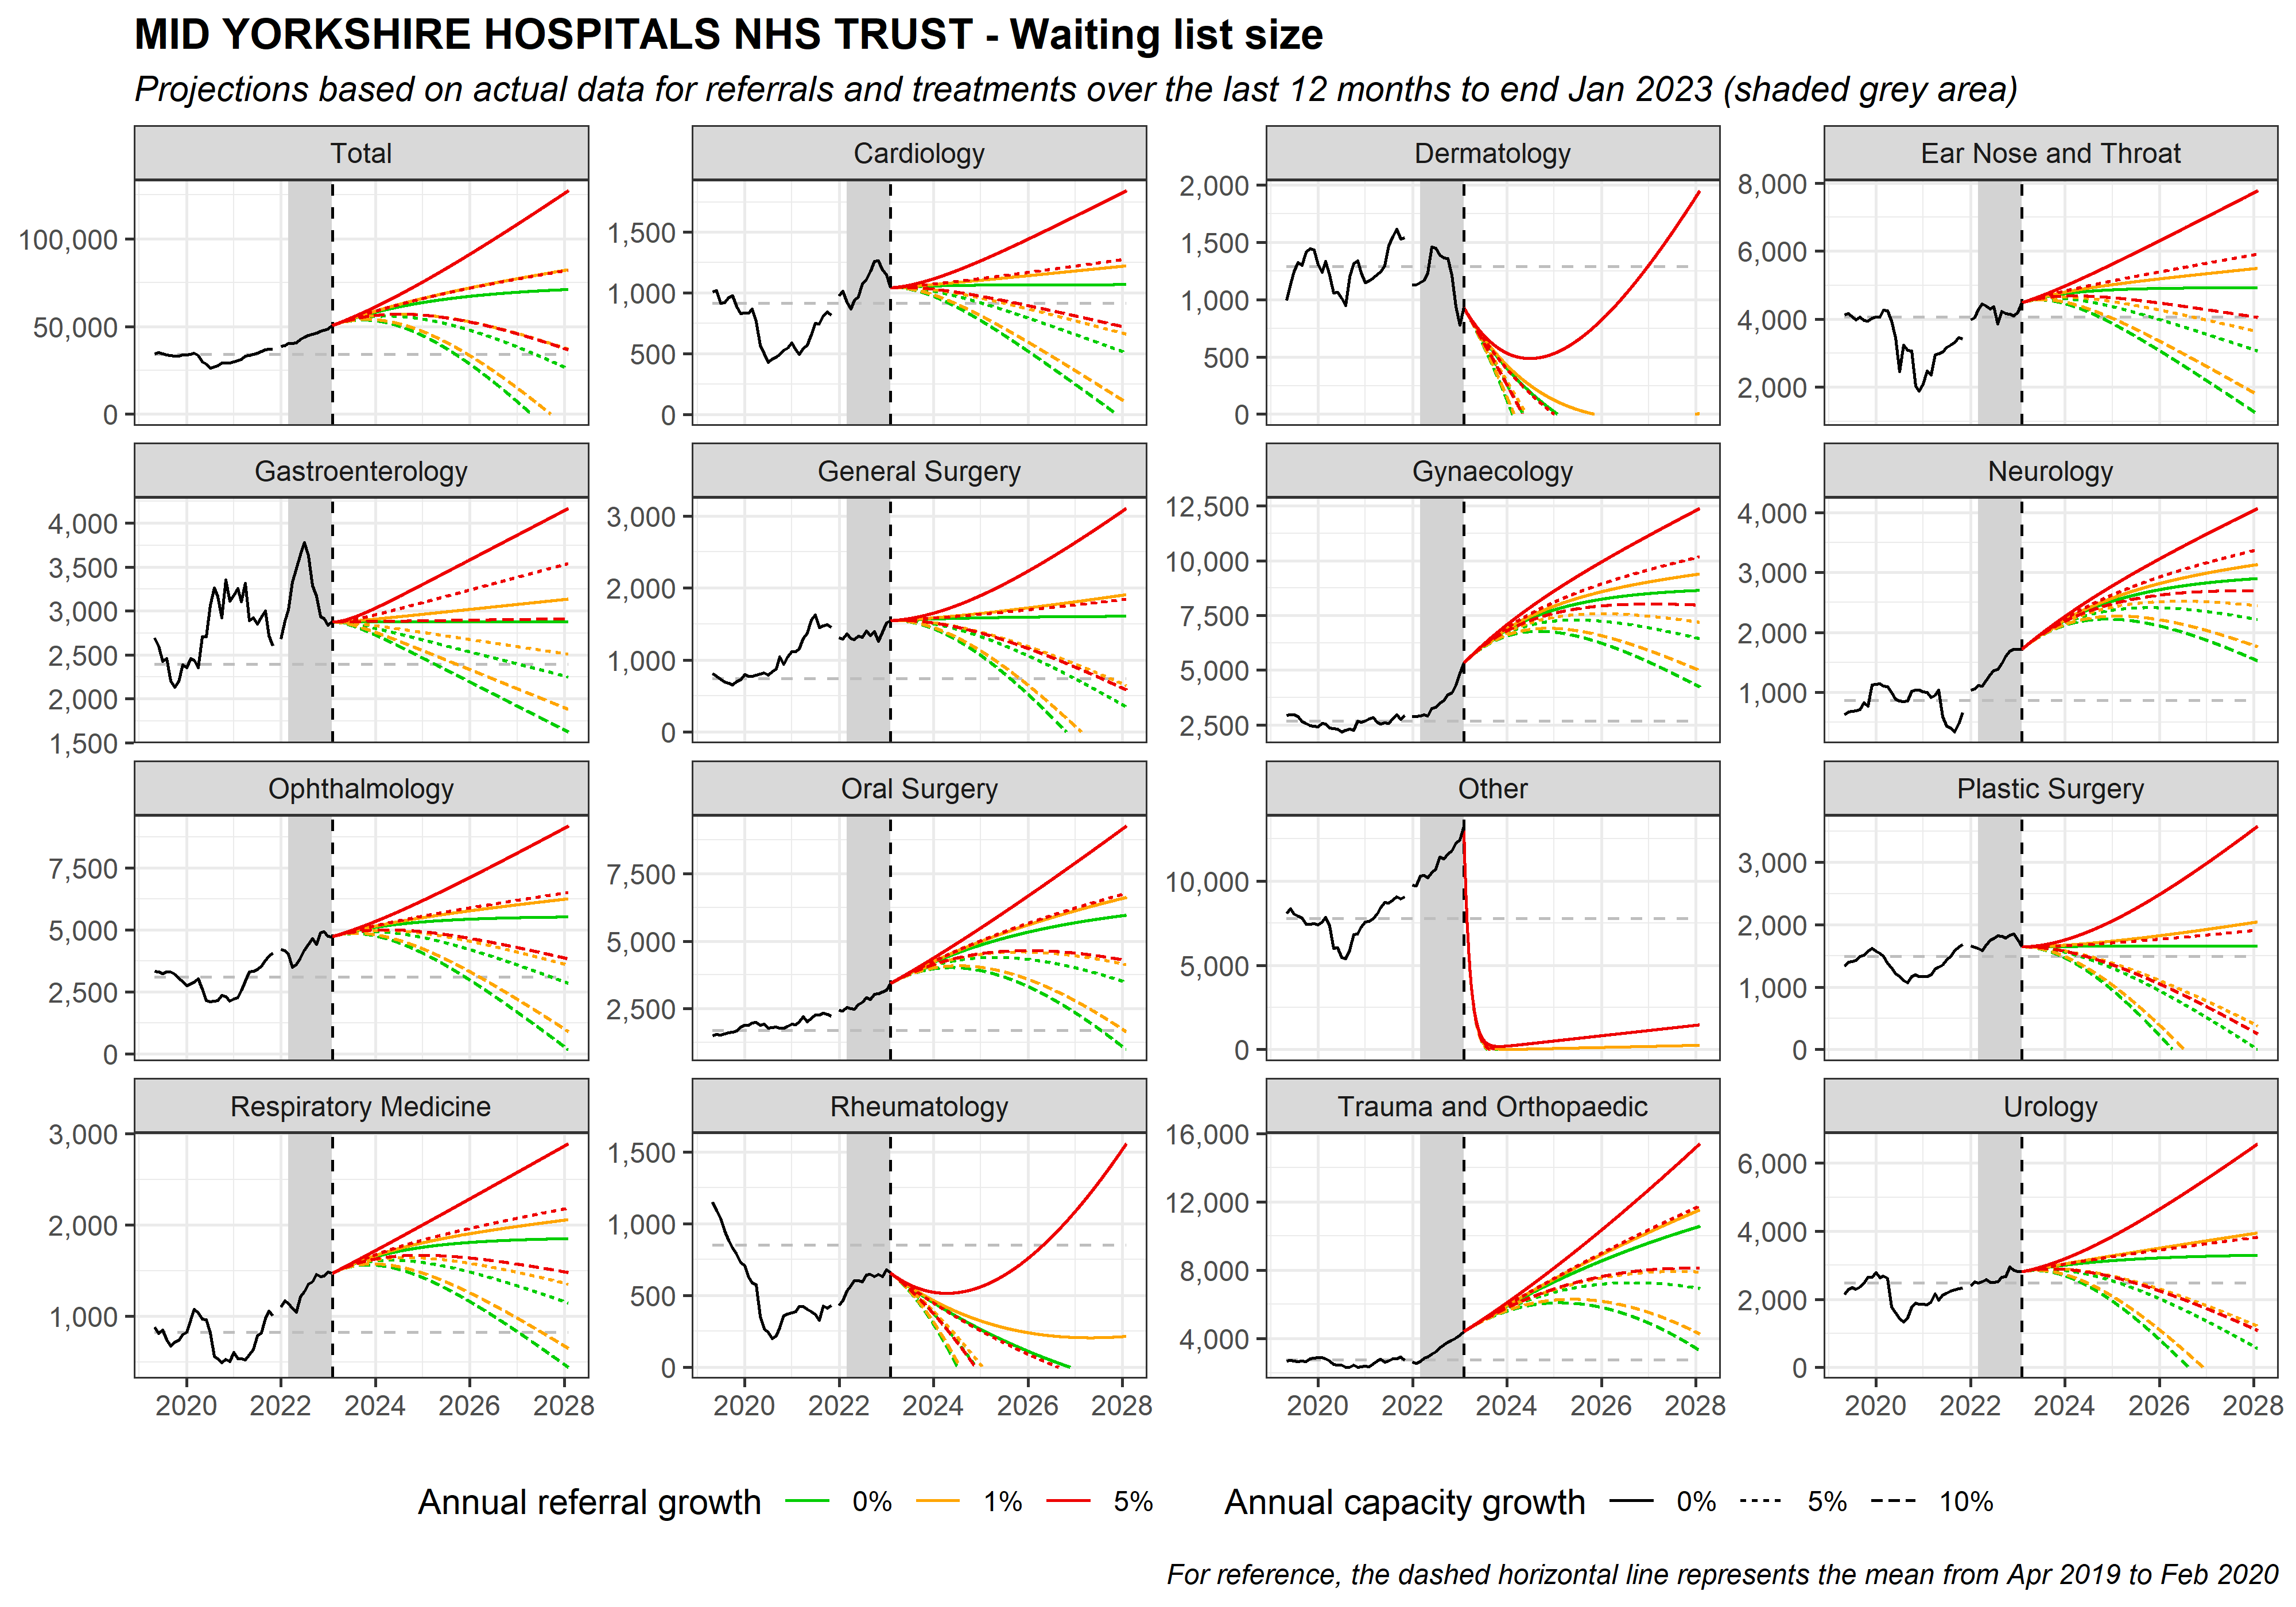 MID YORKSHIRE HOSPITALS NHS TRUST - Waiting list size
Projections based on actual data for referrals and treatments over the last 12 months to end Jan 2023 (shaded grey area)
Total
100,000
50,000
0
Cardiology
1,500
1,000
500
0
Dermatology
2,000
1,500
1,000
500
0
Ear Nose and Throat
8,000
6,000
4,000
2,000
Gastroenterology
4,000
3,500
3,000
2,500
2,000
1,500
General Surgery
3,000
2,000
1,000
0
Gynaecology
12,500
10,000
7,500
5,000
2,500
Neurology
4,000
3,000
2,000
1,000
Ophthalmology
7,500
5,000
2,500
0
Oral Surgery
7,500
5,000
2,500
Other
10,000
5,000
0
Plastic Surgery
3,000
2,000
1,000
0
Respiratory Medicine
3,000
2,000
1,000
Rheumatology
1,500
1,000
500
0
Trauma and Orthopaedic
16,000
12,000
8,000
4,000
Urology
6,000
4,000
2,000
0
2020 2022 2024 2026 2028
2020 2022 2024 2026 2028
2020 2022 2024 2026 2028
2020 2022 2024 2026 2028
Annual referral growth 0% 1% 5% Annual capacity growth 0% 5% 10%
For reference, the dashed horizontal line represents the mean from Apr 2019 to Feb 2020